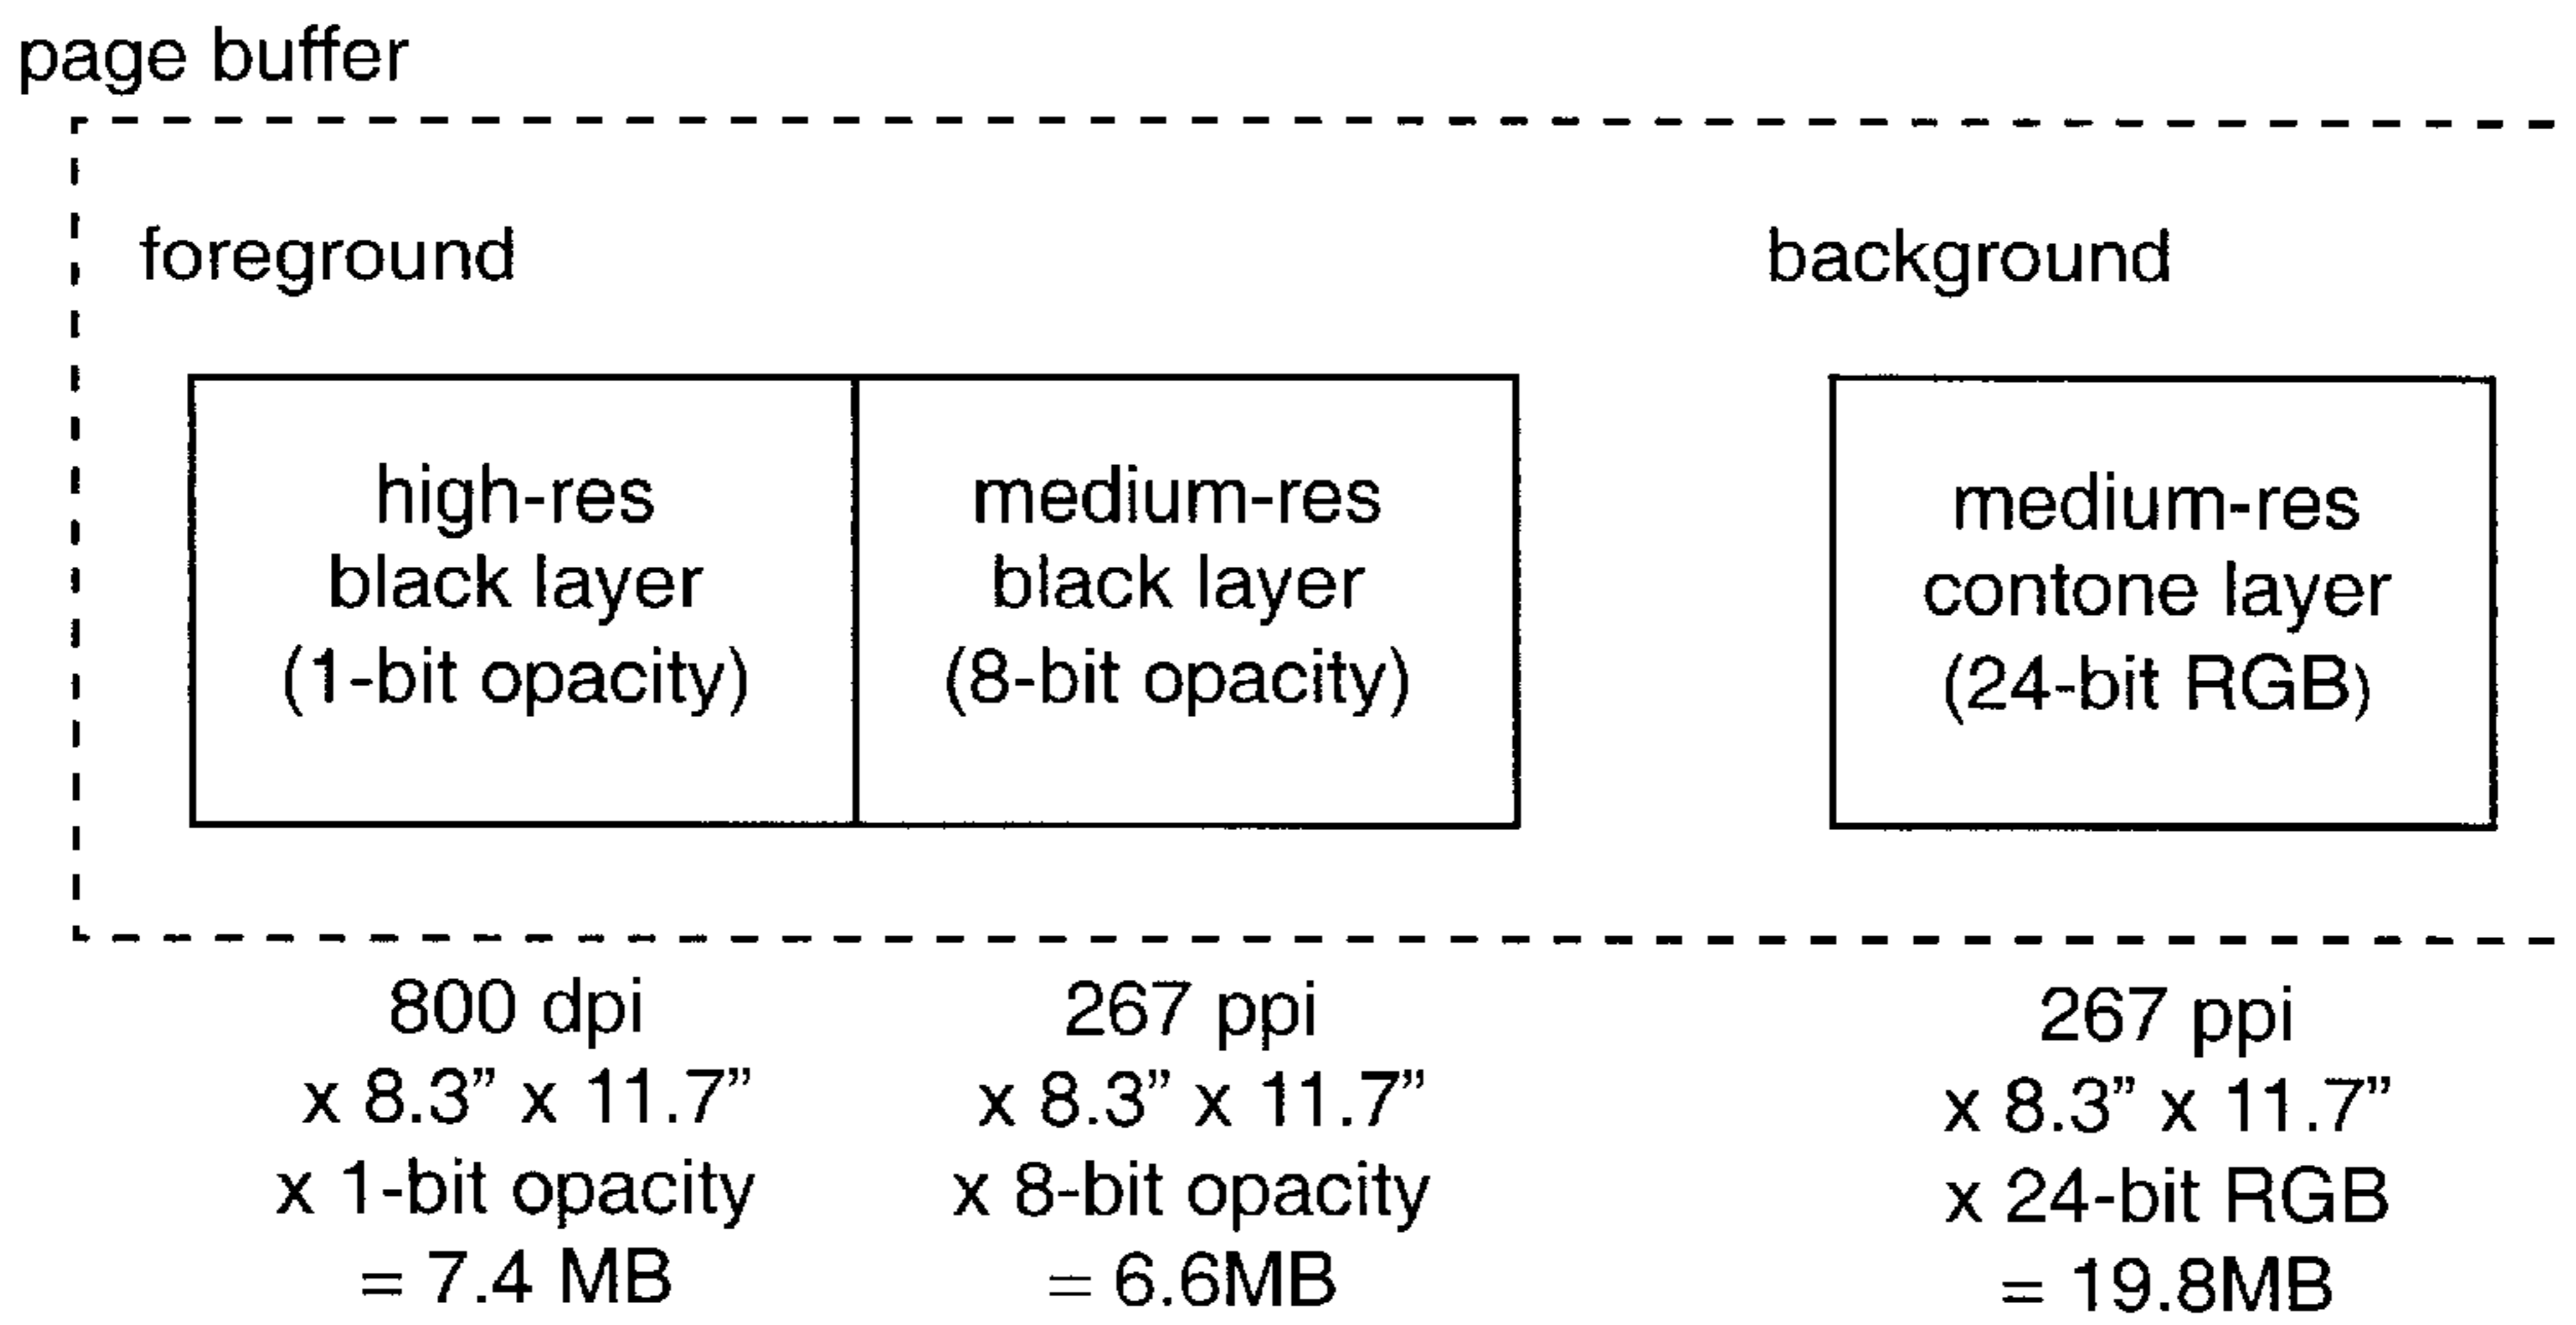 page buffer
foreground
background
high-res
black layer
(1-bit opacity)
medium-res
black layer
(8-bit opacity)
medium-res
contone layer
(24-bit RGB)
800 dpi
x 8.3” x 11.7”
x 1-bit opacity
= 7.4 MB
267 ppi
x 8.3” x 11.7”
x 8-bit opacity
= 6.6MB
267 ppi
x 8.3” x 11.7”
x 24-bit RGB
= 19.8MB